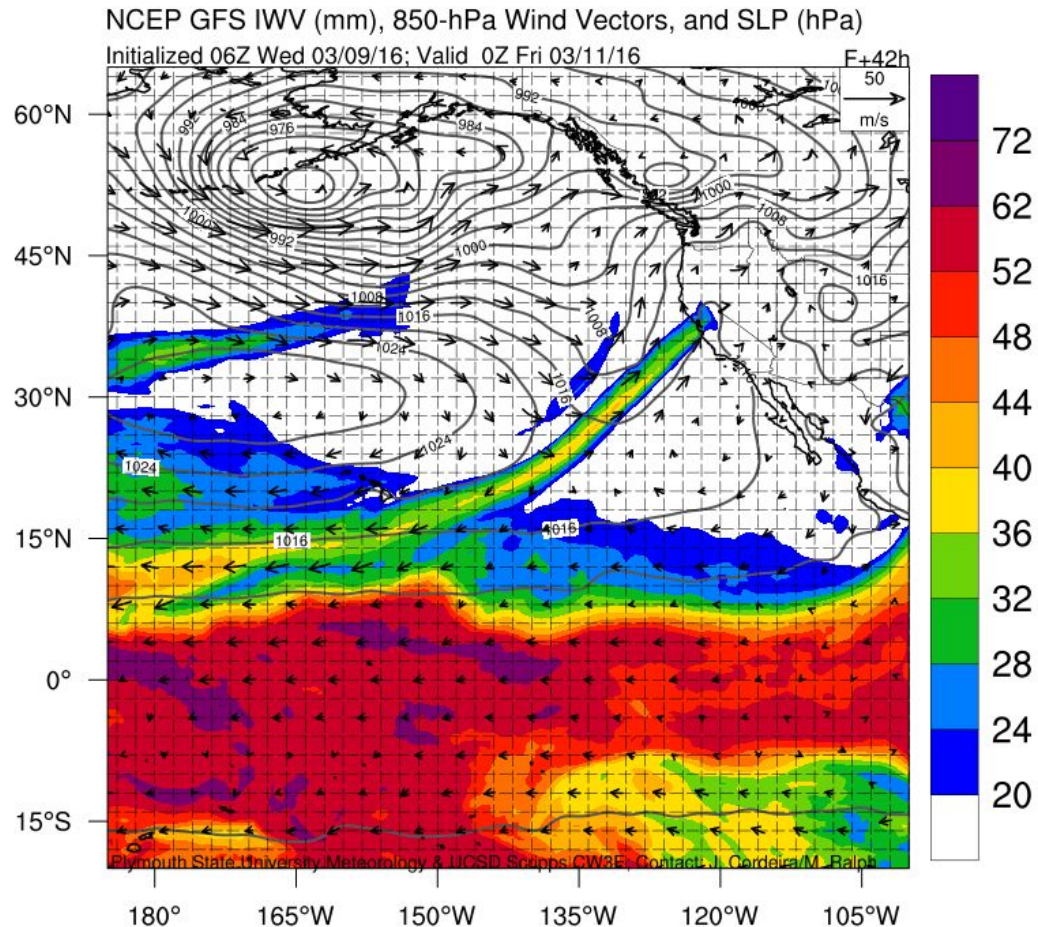 NCEP GFS IWV (mm), 850-hPa Wind Vectors, and SLP (hPa)
Initialized 06Z Wed 03/09/16; Valid 0Z Fri 03/11/16
F+42h
50
m/s
992
1000
992
984
976
984
1000
992
1000
1008
1016
1024
1008
1016
1000
1008
1016
1024
1024
1016
1016
60°N
45°N
30°N
15°N
0°
15°S
180°
165°W
150°W
135°W
120°W
105°W
72
62
52
48
44
40
36
32
28
24
20
Plymouth State University Meteorology & UCSD Scripps CW3E; Contact: J. Cordeira/M. Ralph